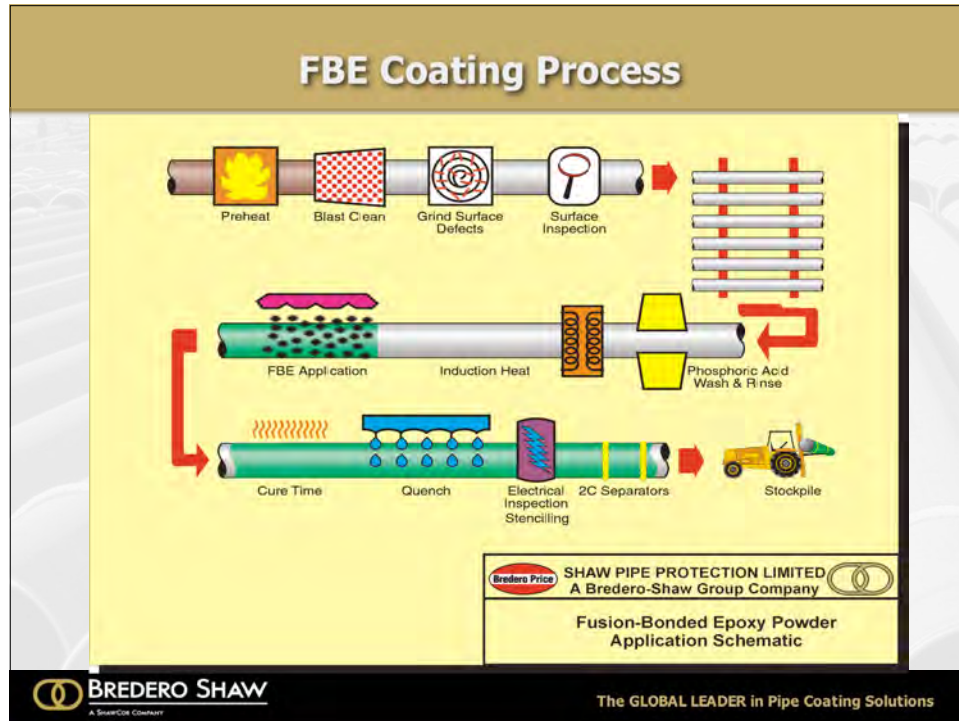 FBE Coating Process
Preheat
Blast Clean
Grind Surface
Defects
Surface
Inspection
FBE Application
Induction Heat
Phosphoric Acid
Wash & Rinse
Cure Time
Quench
Electrical
Inspection
Stencilling
2C Separators
Stockpile
Bredero Price
SHAW PIPE PROTECTION LIMITED
A Bredero-Shaw Group Company
Fusion-Bonded Epoxy Powder
Application Schematic
BREDERO SHAW
A SHAWCOR COMPANY
The GLOBAL LEADER in Pipe Coating Solutions